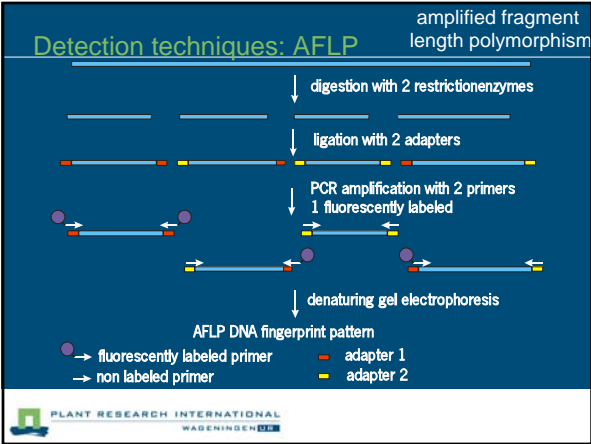 amplified fragment
length polymorphism
Detection techniques: AFLP
digestion with 2 restrictionenzymes
ligation with 2 adapters
PCR amplification with 2 primers
1 fluorescently labeled
denaturing gel electrophoresis
AFLP DNA fingerprint pattern
fluorescently labeled primer
adapter 1
non labeled primer
adapter 2
PLANT RESEARCH INTERNATIONAL
WAGENINGEN UR